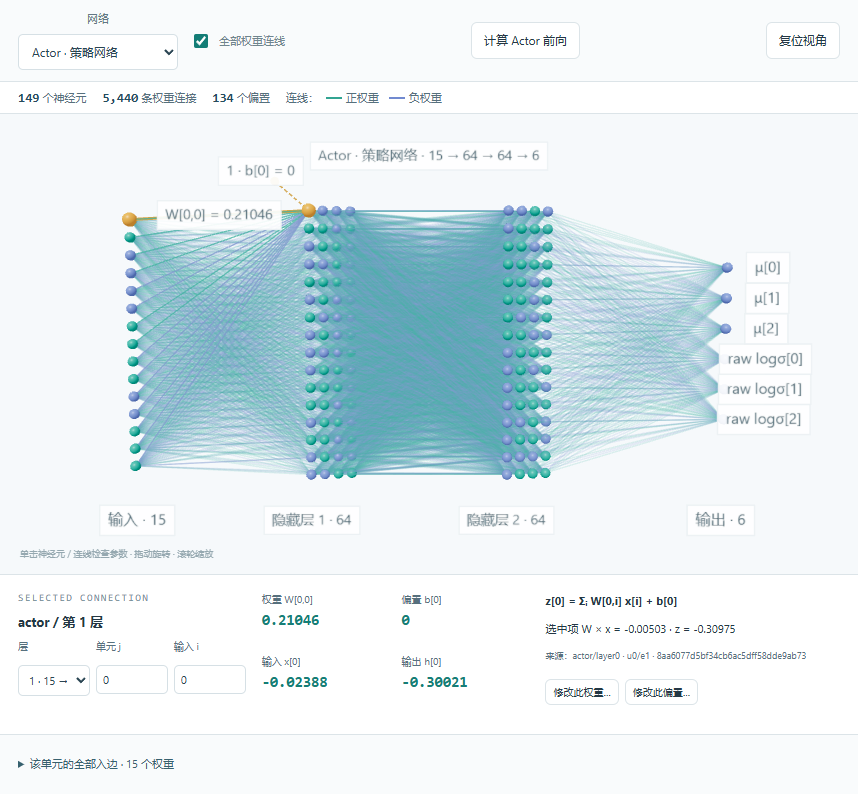 网络
Actor · 策略网络
全部权重连线
计算 Actor 前向
复位视角
149 个神经元 5,440 条权重连接 134 个偏置 连线: 正权重 负权重
Actor · 策略网络 · 15 → 64 → 64 → 6
1 · b[0] = 0
W[0,0] = 0.21046
μ[0]
μ[1]
μ[2]
raw logσ[0]
raw logσ[1]
raw logσ[2]
输入 · 15
隐藏层 1 · 64
隐藏层 2 · 64
输出 · 6
单击神经元 / 连线检查参数 · 拖动旋转 · 滚轮缩放
SELECTED CONNECTION
actor / 第 1 层
层 单元 j 输入 i
1 · 15 → 0 0
权重 W[0,0]
0.21046
偏置 b[0]
0
输入 x[0]
-0.02388
输出 h[0]
-0.30021
z[0] = Σᵢ W[0,i] x[i] + b[0]
选中项 W × x = -0.00503 · z = -0.30975
来源: actor/layer0 · u0/e1 · 8aa6077d5bf34cb6ac5dff58dde9ab73
修改此权重...
修改此偏置...
该单元的全部入边 · 15 个权重